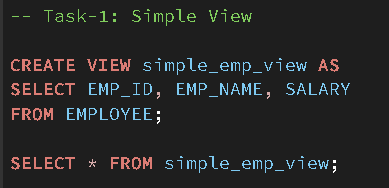 -- Task-1: Simple View
CREATE VIEW simple_emp_view AS
SELECT EMP_ID, EMP_NAME, SALARY
FROM EMPLOYEE;
SELECT * FROM simple_emp_view;